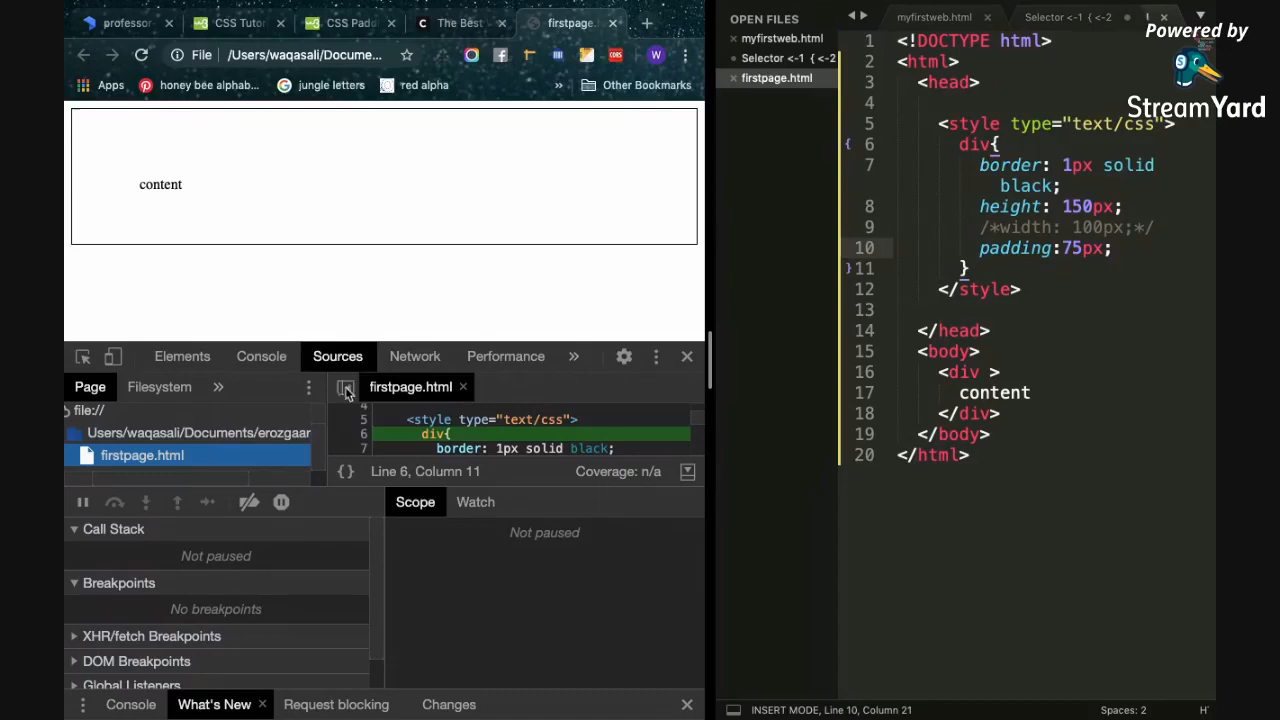 professor
CSS Tutor
CSS Pad
The Best
firstpage.
File
/Users/waqasali/Docume...
W
Apps
honey bee alphab...
jungle letters
red alpha
»
Other Bookmarks
content
Elements
Console
Sources
Network
Performance
»
Page
Filesystem
»
firstpage.html
file://
Users/waqasali/Documents/erozgaar
firstpage.html
4
5 <style type="text/css">
6 div{
7 border: 1px solid black;
{} Line 6, Column 11
Coverage: n/a
Scope
Watch
Call Stack
Not paused
Not paused
Breakpoints
No breakpoints
XHR/fetch Breakpoints
DOM Breakpoints
Global Listeners
Console
What's New
Request blocking
Changes
OPEN FILES
myfirstweb.html
Selector <-1 { <-2
firstpage.html
myfirstweb.html
Selector <-1 { <-2
Powered by
StreamYard
1 <!DOCTYPE html>
2 <html>
3 <head>
4
5 <style type="text/css">
6 div{
7 border: 1px solid
black;
8 height: 150px;
9 /*width: 100px;*/
10 padding:75px;
11 }
12 </style>
13
14 </head>
15 <body>
16 <div >
17 content
18 </div>
19 </body>
20 </html>
INSERT MODE, Line 10, Column 21
Spaces: 2